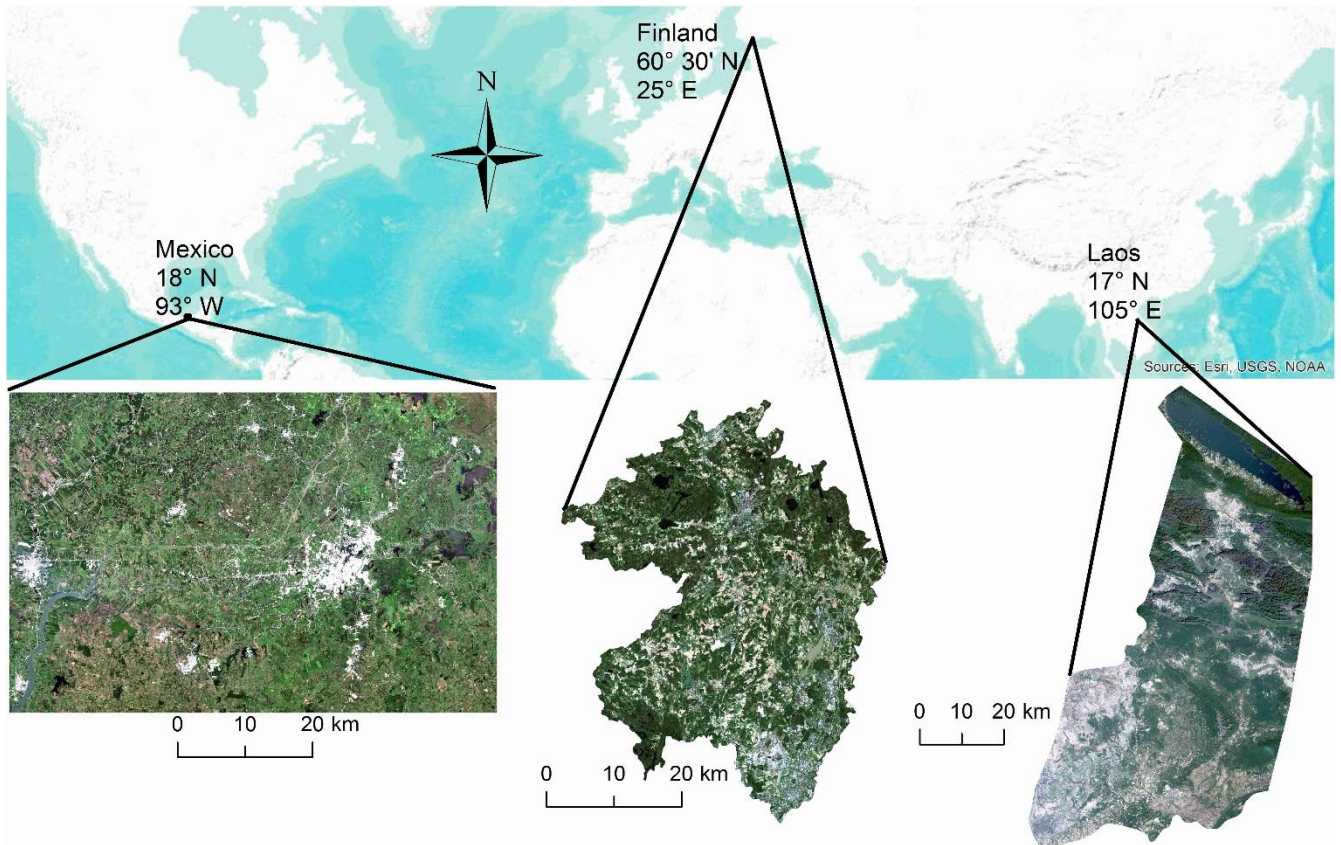 Finland
60° 30' N
25° E
N
Mexico
18° N
93° W
Laos
17° N
105° E
Sources: Esri, USGS, NOAA
0 10 20 km
0 10 20 km
0 10 20 km